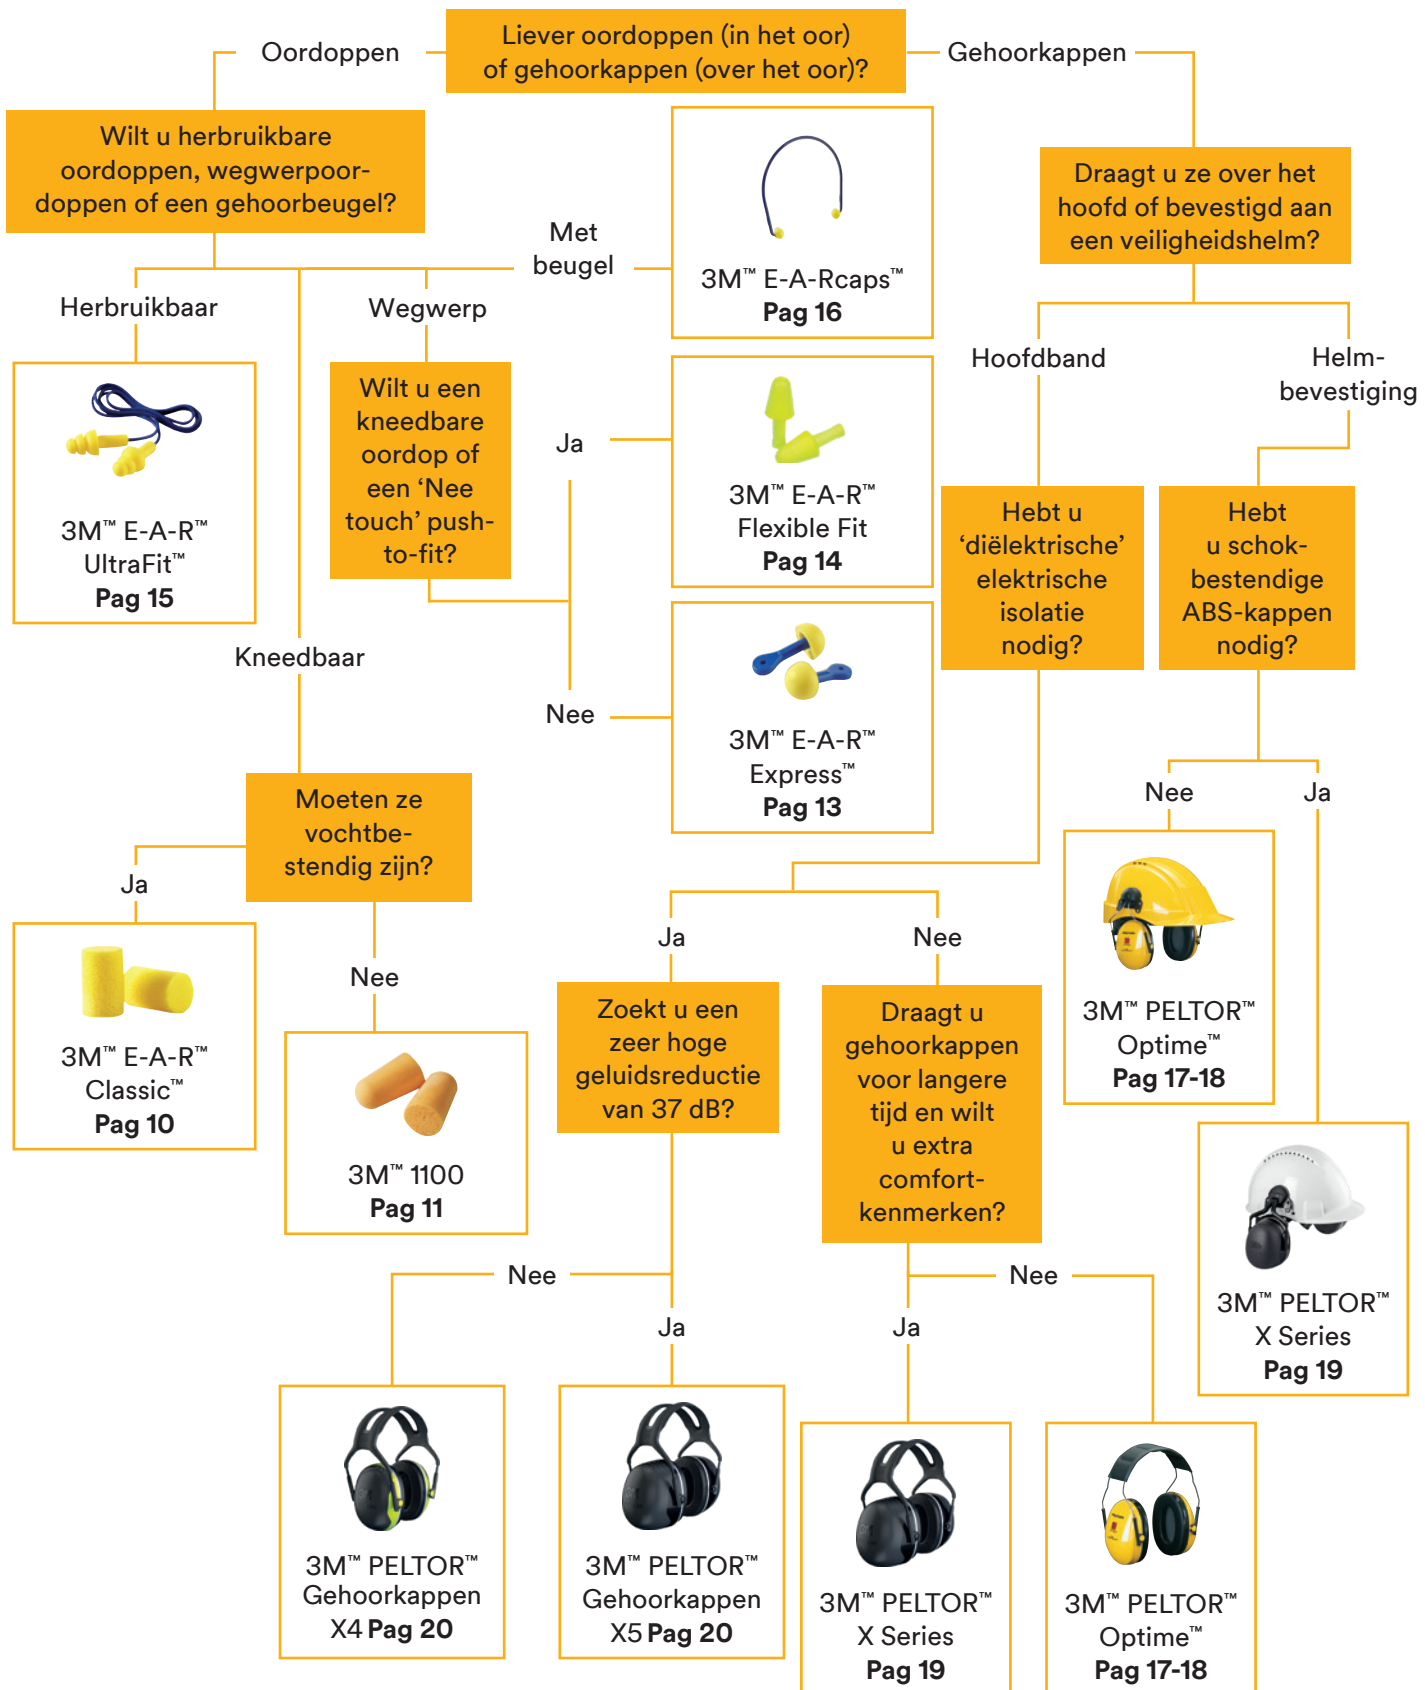 Liever oordoppen (in het oor)
of gehoorkappen (over het oor)?
Oordoppen
Gehoorkappen
Wilt u herbruikbare
oordoppen, wegwerpoor-
doppen of een gehoorbeugel?
Herbruikbaar
3M™ E-A-R™
UltraFit™
Pag 15
Kneedbaar
Wegwerp
Met
beugel
3M™ E-A-Rcaps™
Pag 16
Wilt u een
kneedbare
oordop of
een ‘Nee
touch’ push-
to-fit?
Ja
3M™ E-A-R™
Flexible Fit
Pag 14
Nee
3M™ E-A-R™
Express™
Pag 13
Moeten ze
vochtbe-
stendig zijn?
Ja
3M™ E-A-R™
Classic™
Pag 10
Nee
3M™ 1100
Pag 11
Draagt u ze over het
hoofd of bevestigd aan
een veiligheidshelm?
Hoofdband
Helm-
bevestiging
Hebt u
‘diëlektrische’
elektrische
isolatie
nodig?
Hebt
u schok-
bestendige
ABS-kappen
nodig?
Nee
Ja
3M™ PELTOR™
Optime™
Pag 17-18
3M™ PELTOR™
X Series
Pag 19
Ja
Nee
Zoekt u een
zeer hoge
geluidsreductie
van 37 dB?
Draagt u
gehoorkappen
voor langere
tijd en wilt
u extra
comfort-
kenmerken?
Nee
Ja
Ja
Nee
3M™ PELTOR™
Gehoorkappen
X4 Pag 20
3M™ PELTOR™
Gehoorkappen
X5 Pag 20
3M™ PELTOR™
X Series
Pag 19
3M™ PELTOR™
Optime™
Pag 17-18